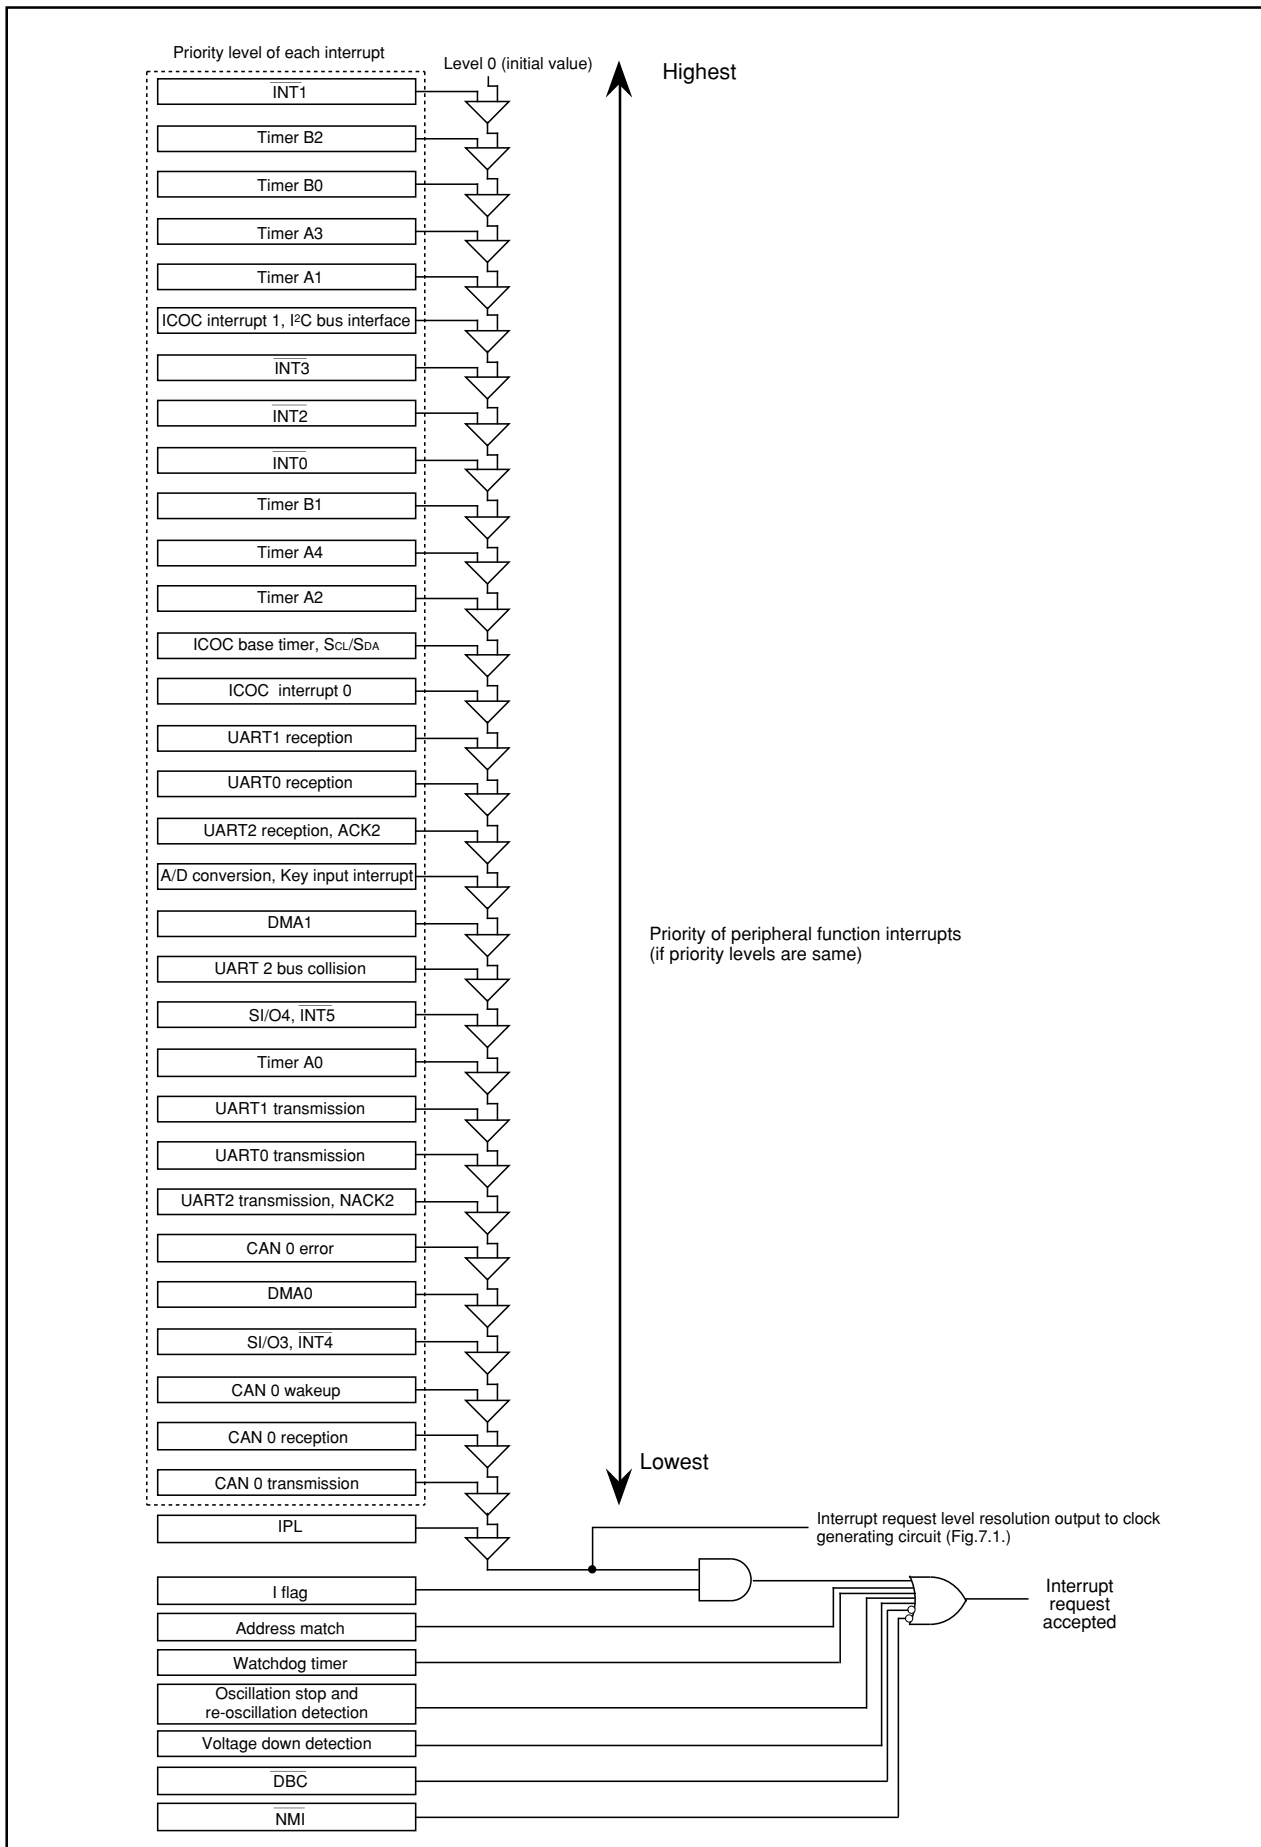 Priority level of each interrupt
Level 0 (initial value)
Highest
INT1
Timer B2
Timer B0
Timer A3
Timer A1
ICOC interrupt 1, I²C bus interface
INT3
INT2
INT0
Timer B1
Timer A4
Timer A2
ICOC base timer, SCL/SDA
ICOC interrupt 0
UART1 reception
UART0 reception
UART2 reception, ACK2
A/D conversion, Key input interrupt
DMA1
Priority of peripheral function interrupts
(if priority levels are same)
UART 2 bus collision
SI/O4, INT5
Timer A0
UART1 transmission
UART0 transmission
UART2 transmission, NACK2
CAN 0 error
DMA0
SI/O3, INT4
CAN 0 wakeup
CAN 0 reception
Lowest
CAN 0 transmission
IPL
Interrupt request level resolution output to clock
generating circuit (Fig.7.1.)
I flag
Interrupt
request
accepted
Address match
Watchdog timer
Oscillation stop and
re-oscillation detection
Voltage down detection
DBC
NMI